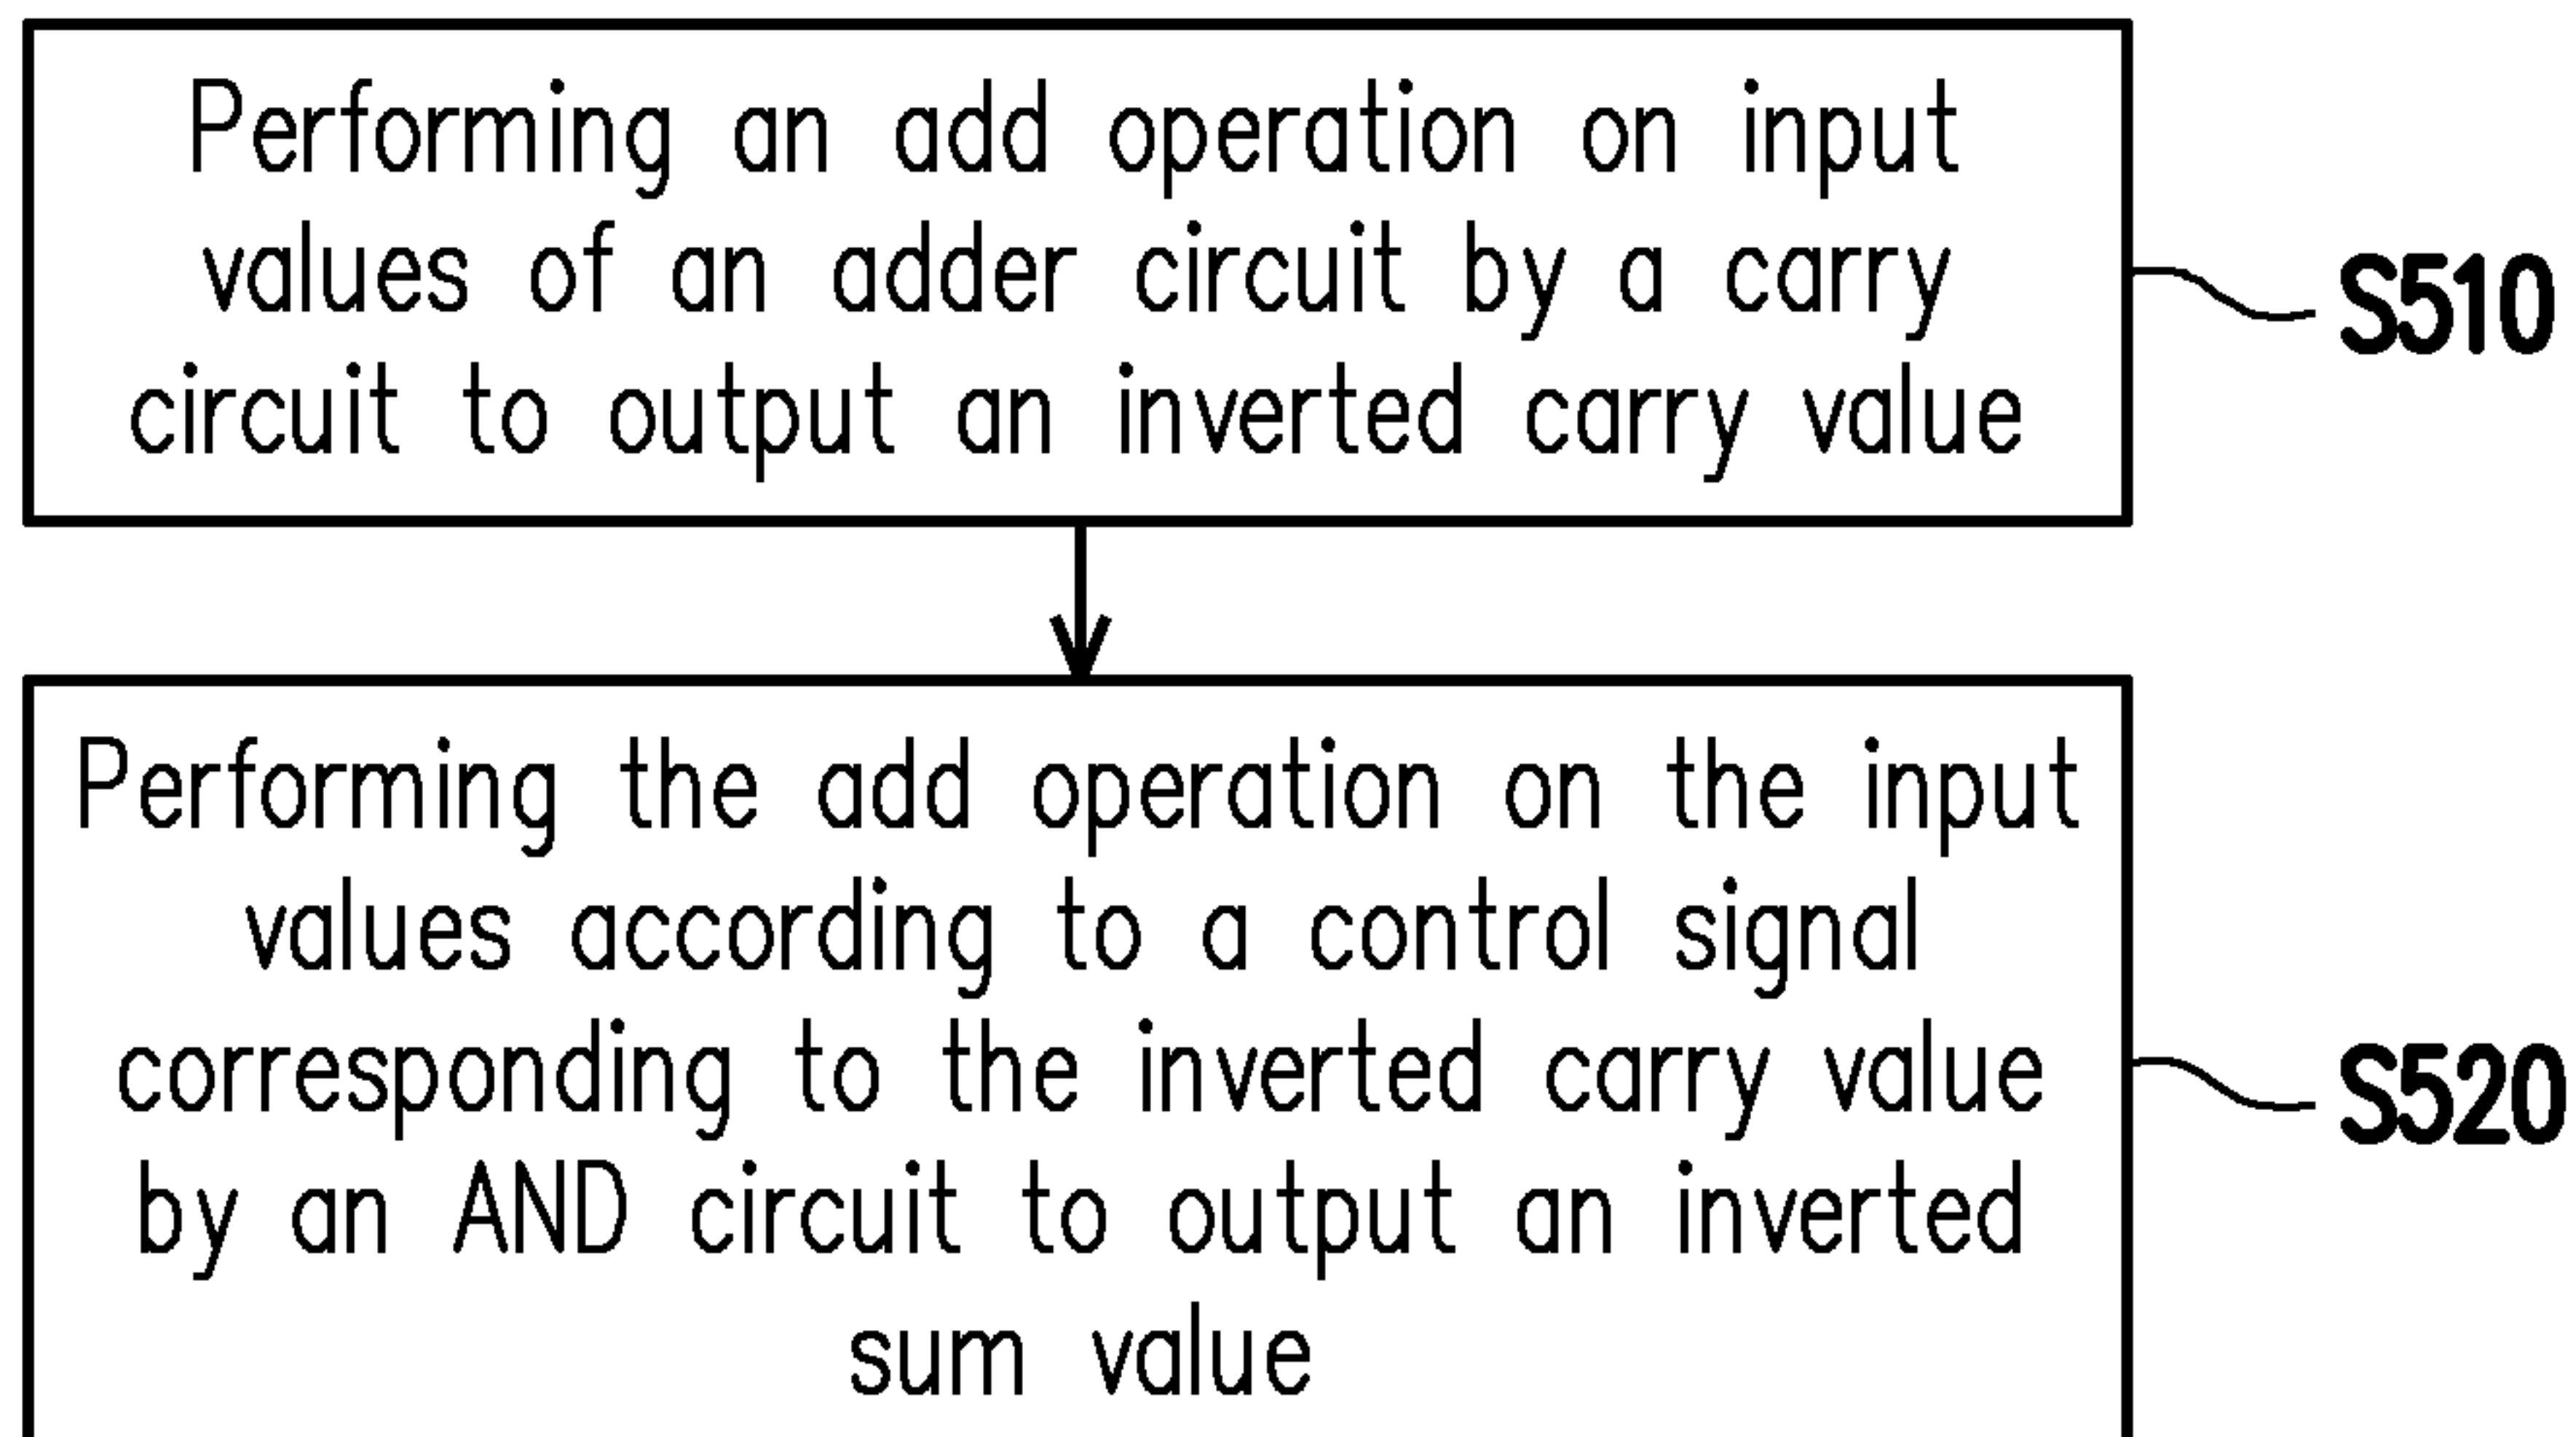 Performing an add operation on input
values of an adder circuit by a carry
circuit to output an inverted carry value
S510
Performing the add operation on the input
values according to a control signal
corresponding to the inverted carry value
by an AND circuit to output an inverted
sum value
S520